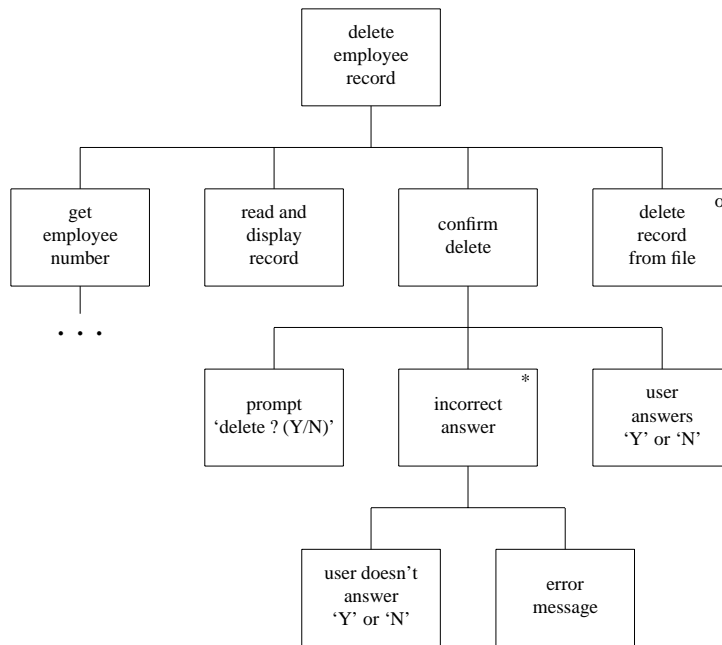 delete
employee
record
get
employee
number
read and
display
record
confirm
delete
o
delete
record
from file
. . .
prompt
‘delete ? (Y/N)’
*
incorrect
answer
user
answers
‘Y’ or ‘N’
user doesn’t
answer
‘Y’ or ‘N’
error
message